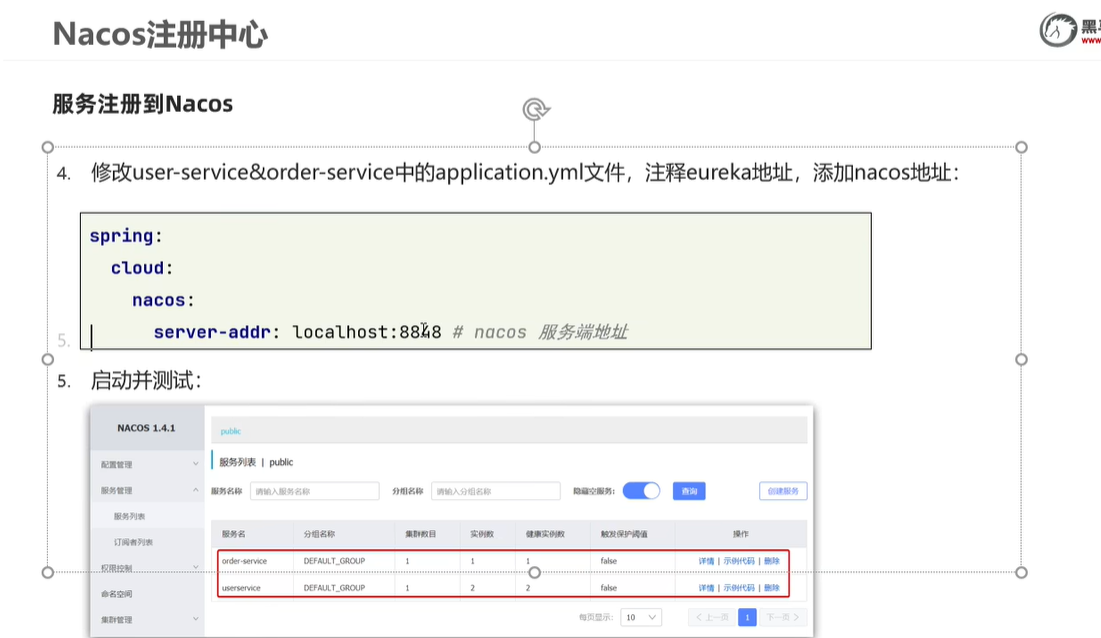 Nacos注册中心
www
服务注册到Nacos
4. 修改user-service&order-service中的application.yml文件，注释eureka地址，添加nacos地址：
spring:
cloud:
nacos:
server-addr: localhost:8848 # nacos 服务端地址
5.
5. 启动并测试：
NACOS 1.4.1
public
配置管理
服务列表 | public
服务管理
服务名称 请输入服务名称 分组名称 请输入分组名称 隐藏空服务: 查询 创建服务
服务列表
订阅者列表
服务名 分组名称 集群数目 实例数 健康实例数 触发保护阈值 操作
order-service DEFAULT_GROUP 1 1 1 false 详情 | 示例代码 | 删除
权限控制
userservice DEFAULT_GROUP 1 2 2 false 详情 | 示例代码 | 删除
命名空间
集群管理
每页显示: 10 < 上一页 1 下一页 >